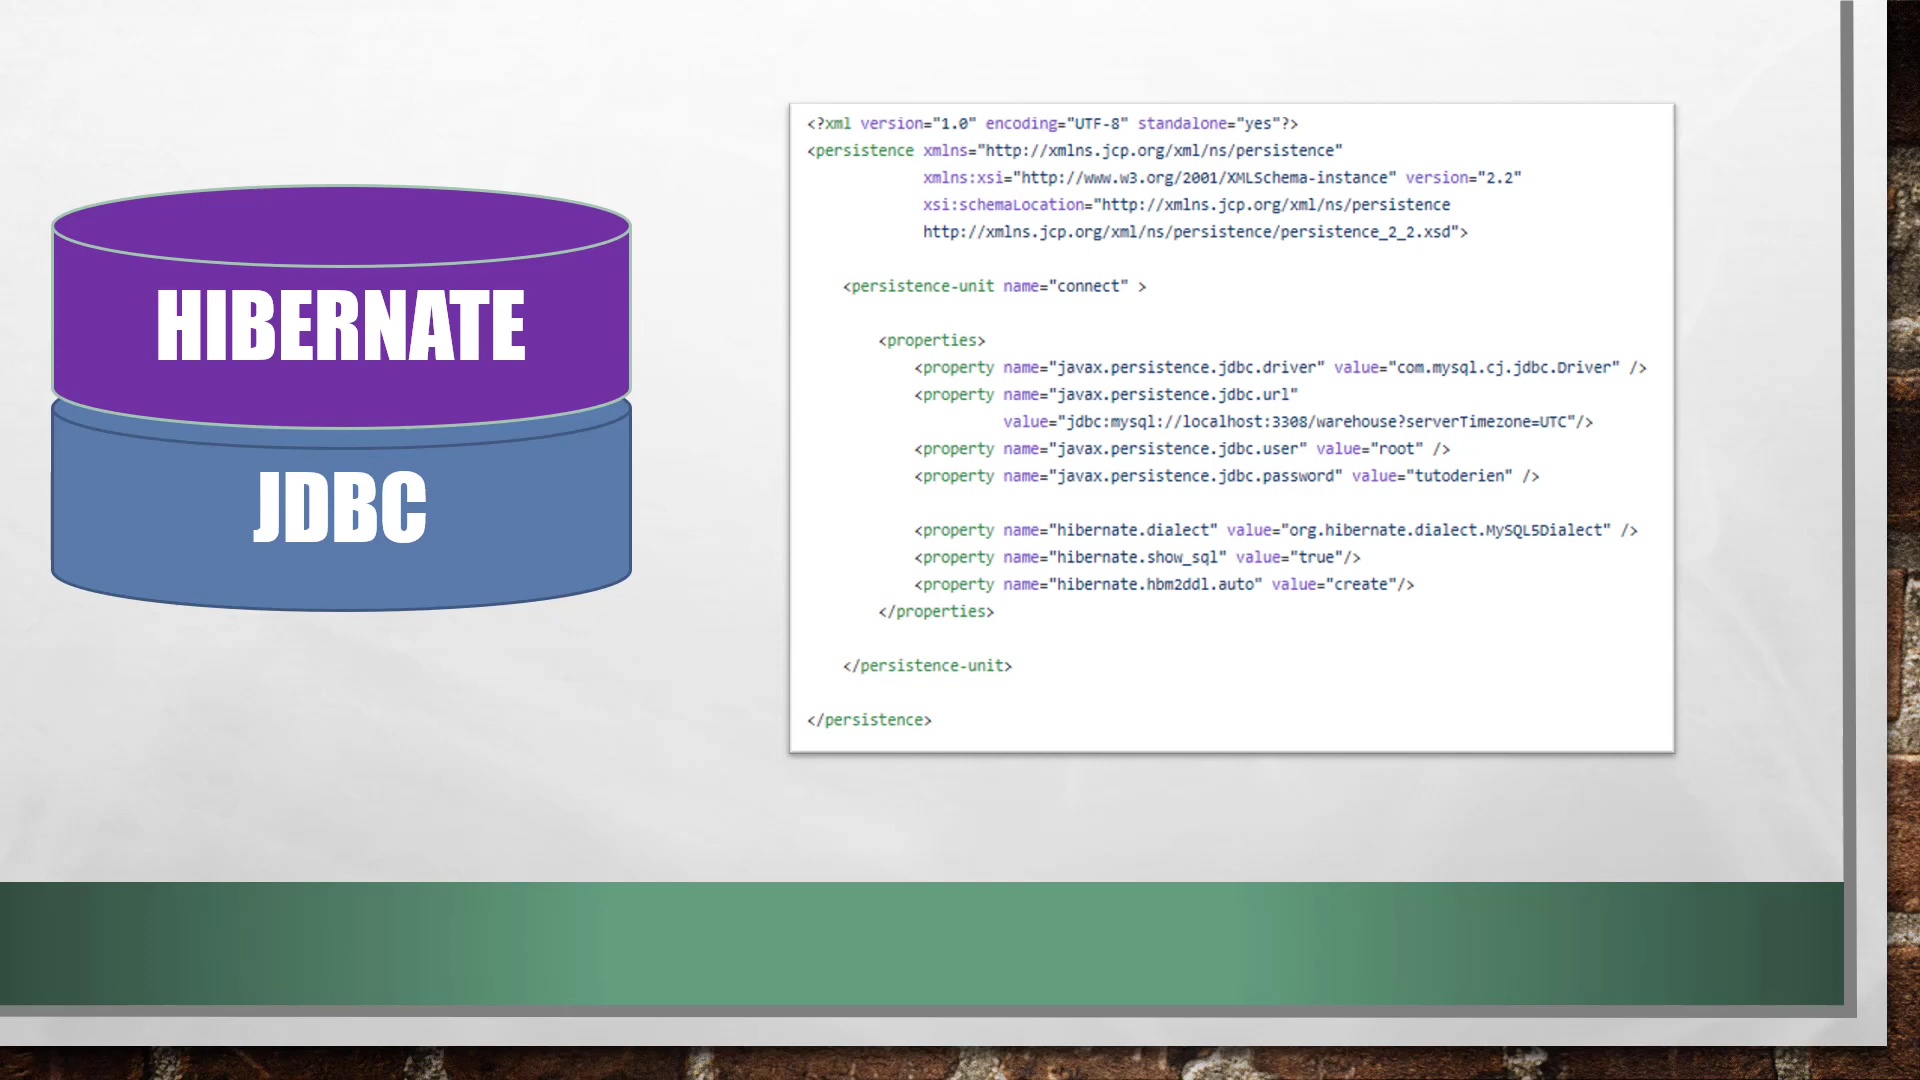 HIBERNATE
JDBC
<?xml version="1.0" encoding="UTF-8" standalone="yes"?>
<persistence xmlns="http://xmlns.jcp.org/xml/ns/persistence"
xmlns:xsi="http://www.w3.org/2001/XMLSchema-instance" version="2.2"
xsi:schemaLocation="http://xmlns.jcp.org/xml/ns/persistence
http://xmlns.jcp.org/xml/ns/persistence/persistence_2_2.xsd">
<persistence-unit name="connect" >
<properties>
<property name="javax.persistence.jdbc.driver" value="com.mysql.cj.jdbc.Driver" />
<property name="javax.persistence.jdbc.url"
value="jdbc:mysql://localhost:3308/warehouse?serverTimezone=UTC"/>
<property name="javax.persistence.jdbc.user" value="root" />
<property name="javax.persistence.jdbc.password" value="tutoderien" />
<property name="hibernate.dialect" value="org.hibernate.dialect.MySQL5Dialect" />
<property name="hibernate.show_sql" value="true"/>
<property name="hibernate.hbm2ddl.auto" value="create"/>
</properties>
</persistence-unit>
</persistence>